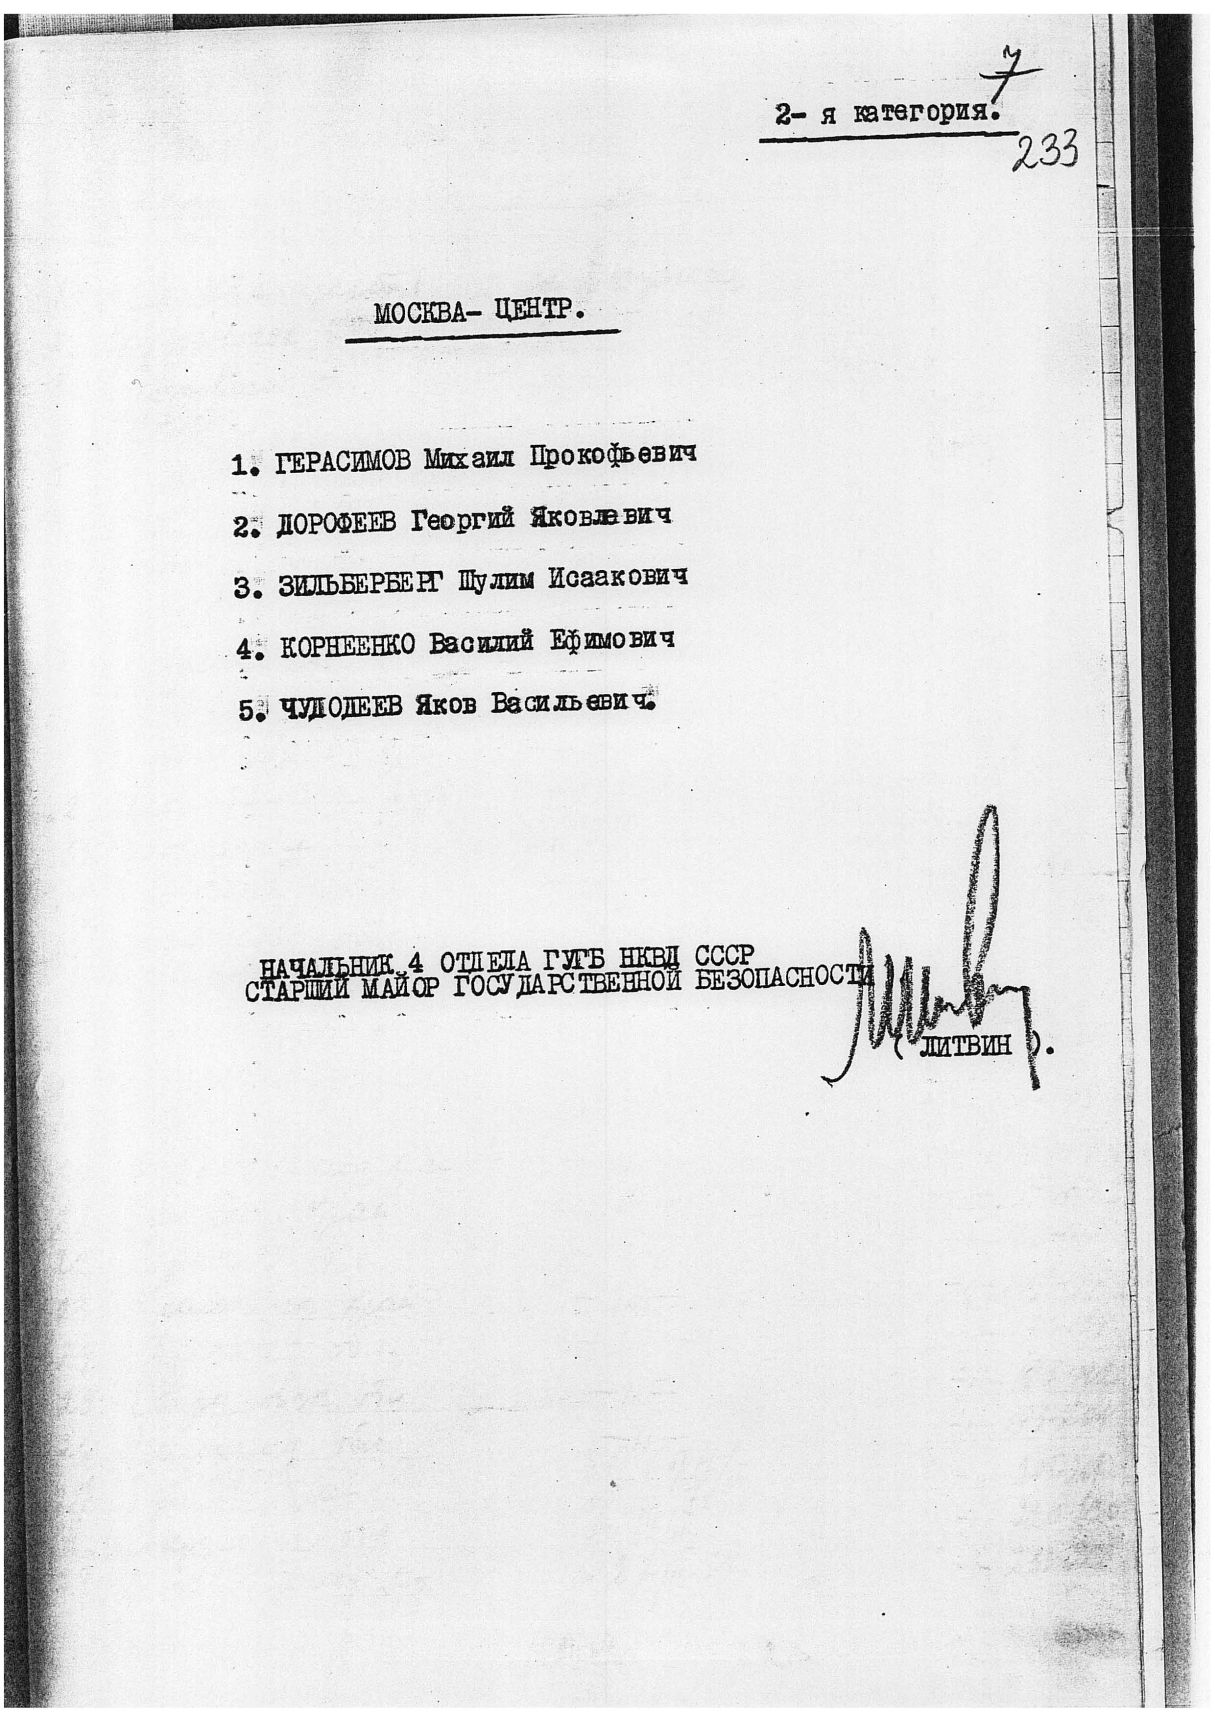 7
2- я категория.
233
МОСКВА- ЦЕНТР.
1. ГЕРАСИМОВ Михаил Прокофьевич
2. ДОРОФЕЕВ Георгий Яковлевич
3. ЗИЛЬБЕРБЕРГ Шулим Исаакович
4. КОРНЕЕНКО Василий Ефимович
5. ЧУДОДЕЕВ Яков Васильевич.
НАЧАЛЬНИК 4 ОТДЕЛА ГУГБ НКВД СССР
СТАРШИЙ МАЙОР ГОСУДАРСТВЕННОЙ БЕЗОПАСНОСТИ
( ЛИТВИН ).